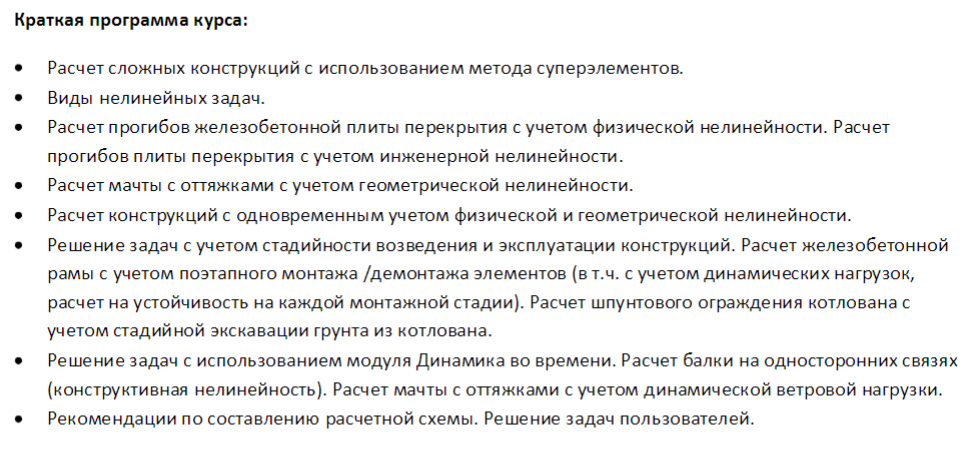 Краткая программа курса:
• Расчет сложных конструкций с использованием метода суперэлементов.
• Виды нелинейных задач.
• Расчет прогибов железобетонной плиты перекрытия с учетом физической нелинейности. Расчет
прогибов плиты перекрытия с учетом инженерной нелинейности.
• Расчет мачты с оттяжками с учетом геометрической нелинейности.
• Расчет конструкций с одновременным учетом физической и геометрической нелинейности.
• Решение задач с учетом стадийности возведения и эксплуатации конструкций. Расчет железобетонной
рамы с учетом поэтапного монтажа /демонтажа элементов (в т.ч. с учетом динамических нагрузок,
расчет на устойчивость на каждой монтажной стадии). Расчет шпунтового ограждения котлована с
учетом стадийной экскавации грунта из котлована.
• Решение задач с использованием модуля Динамика во времени. Расчет балки на односторонних связях
(конструктивная нелинейность). Расчет мачты с оттяжками с учетом динамической ветровой нагрузки.
• Рекомендации по составлению расчетной схемы. Решение задач пользователей.